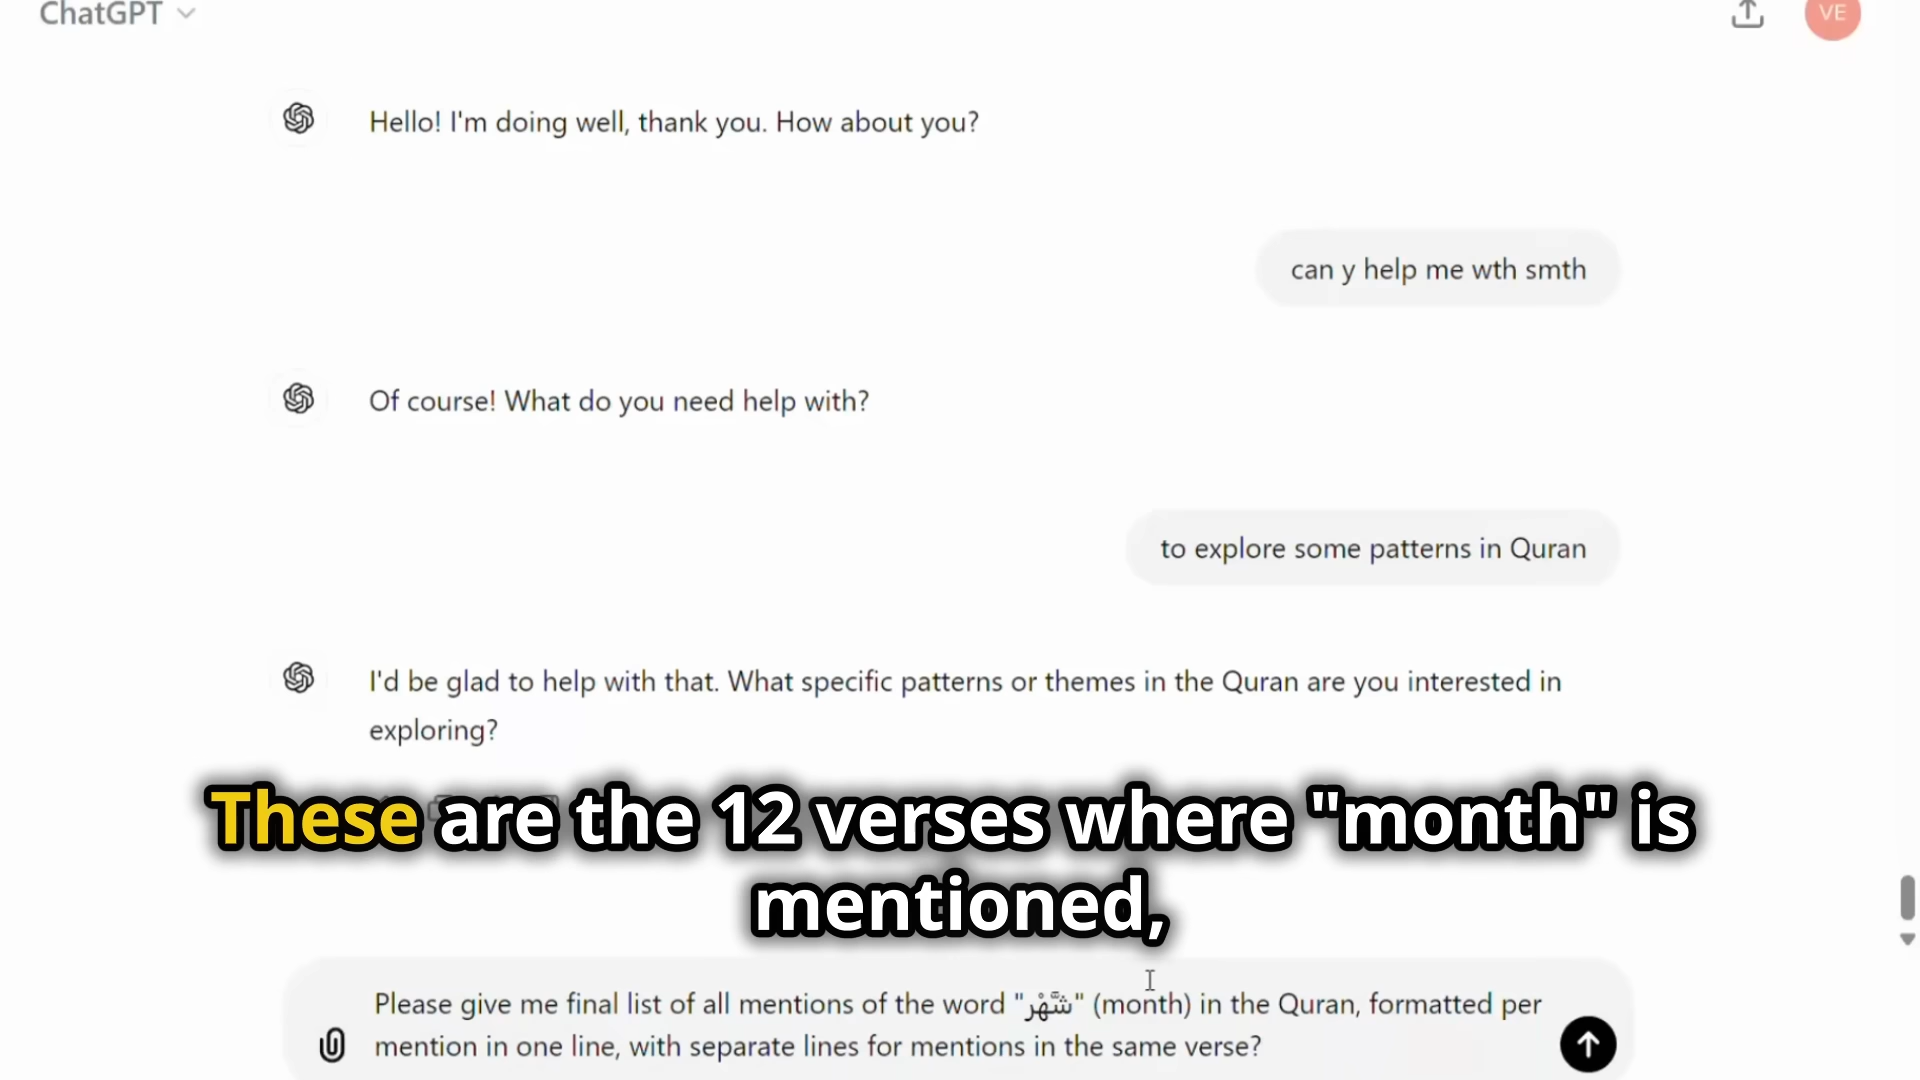 ChatGPT
VE
Hello! I'm doing well, thank you. How about you?
can y help me wth smth
Of course! What do you need help with?
to explore some patterns in Quran
I'd be glad to help with that. What specific patterns or themes in the Quran are you interested in
exploring?
These are the 12 verses where "month" is
mentioned,
Please give me final list of all mentions of the word "شَّهْر" (month) in the Quran, formatted per
mention in one line, with separate lines for mentions in the same verse?